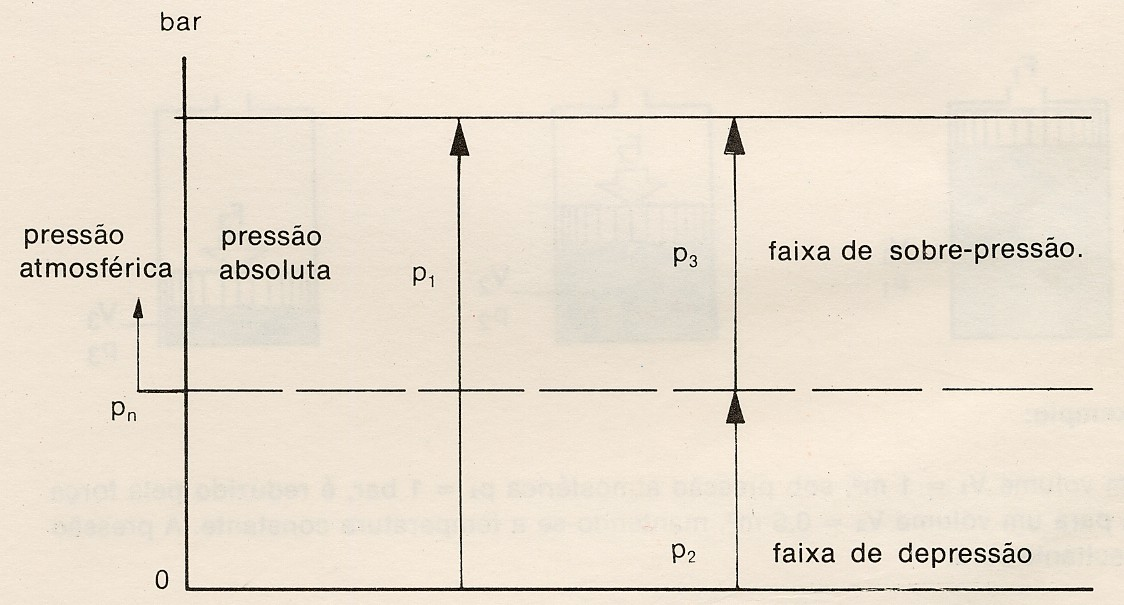 bar
pressão
atmosférica
pressão
absoluta
p1
p3
faixa de sobre-pressão.
pn
p2
faixa de depressão
0